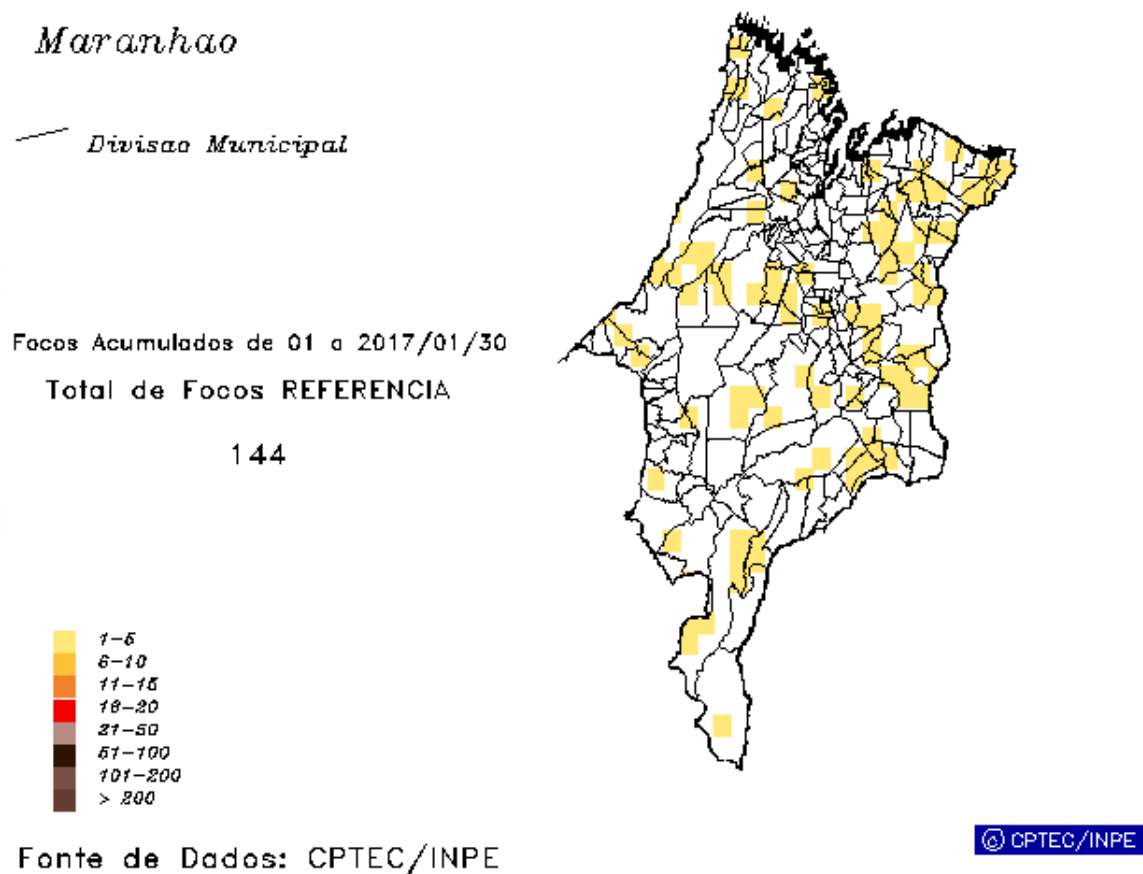 Maranhao
Divisao Municipal
Focos Acumulados de 01 a 2017/01/30
Total de Focos REFERENCIA
144
1-5
6-10
11-15
16-20
21-50
51-100
101-200
> 200
© CPTEC/INPE
Fonte de Dados: CPTEC/INPE